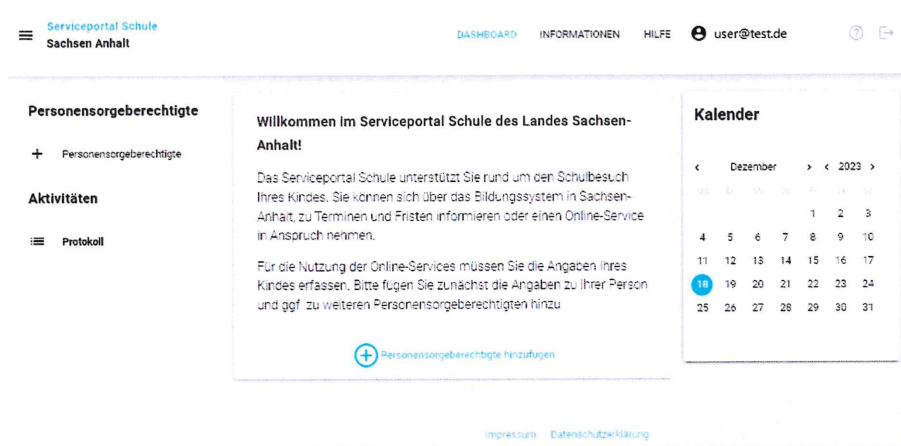 Serviceportal Schule
Sachsen Anhalt
DASHBOARD INFORMATIONEN HILFE user@test.de
Personensorgeberechtigte
+ Personensorgeberechtigte
Aktivitäten
Protokoll
Willkommen im Serviceportal Schule des Landes Sachsen-
Anhalt!
Das Serviceportal Schule unterstützt Sie rund um den Schulbesuch
Ihres Kindes. Sie können sich über das Bildungssystem in Sachsen-
Anhalt, zu Terminen und Fristen informieren oder einen Online-Service
in Anspruch nehmen.
Für die Nutzung der Online-Services müssen Sie die Angaben Ihres
Kindes erfassen. Bitte fügen Sie zunächst die Angaben zu Ihrer Person
und ggf. zu weiteren Personensorgeberechtigten hinzu
Personensorgeberechtigte hinzufügen
Kalender
‹ Dezember › ‹ 2023 ›
1 2 3
4 5 6 7 8 9 10
11 12 13 14 15 16 17
18 19 20 21 22 23 24
25 26 27 28 29 30 31
Impressum Datenschutzerklärung